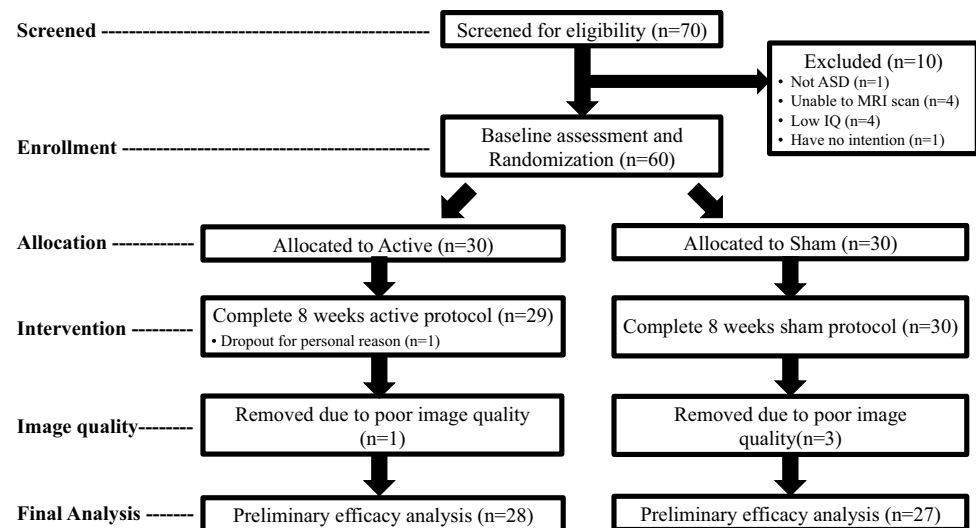 Screened ------------------------------------
Screened for eligibility (n=70)
Excluded (n=10)
• Not ASD (n=1)
• Unable to MRI scan (n=4)
• Low IQ (n=4)
• Have no intention (n=1)
Enrollment ----------------------------------
Baseline assessment and
Randomization (n=60)
Allocation -----------
Allocated to Active (n=30)
Allocated to Sham (n=30)
Intervention ---------
Complete 8 weeks active protocol (n=29)
• Dropout for personal reason (n=1)
Complete 8 weeks sham protocol (n=30)
Image quality--------
Removed due to poor image quality
(n=1)
Removed due to poor image
quality(n=3)
Final Analysis -------
Preliminary efficacy analysis (n=28)
Preliminary efficacy analysis (n=27)